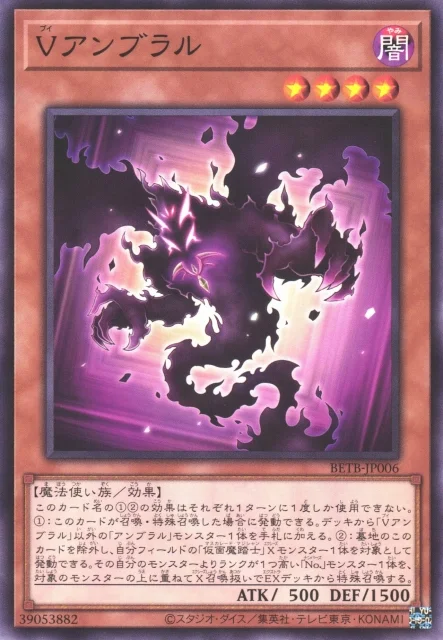 Vアンブラル
ブイ
闇
やみ
BETB-JP006
【魔法使い族／効果】
このカード名の①②の効果はそれぞれ1ターンに1度しか使用できない。
①：このカードが召喚・特殊召喚した場合に発動できる。デッキから「Vアン
ブラル」以外の「アンブラル」モンスター1体を手札に加える。②：墓地のこの
カードを除外し、自分フィールドの「仮面魔踏士」Xモンスター1体を対象として
発動できる。その自分のモンスターよりランクが1つ高い「No.」モンスター1体を、
対象のモンスターの上に重ねてX召喚扱いでEXデッキから特殊召喚する。
ATK/ 500 DEF/1500
39053882
©スタジオ・ダイス/集英社・テレビ東京・KONAMI